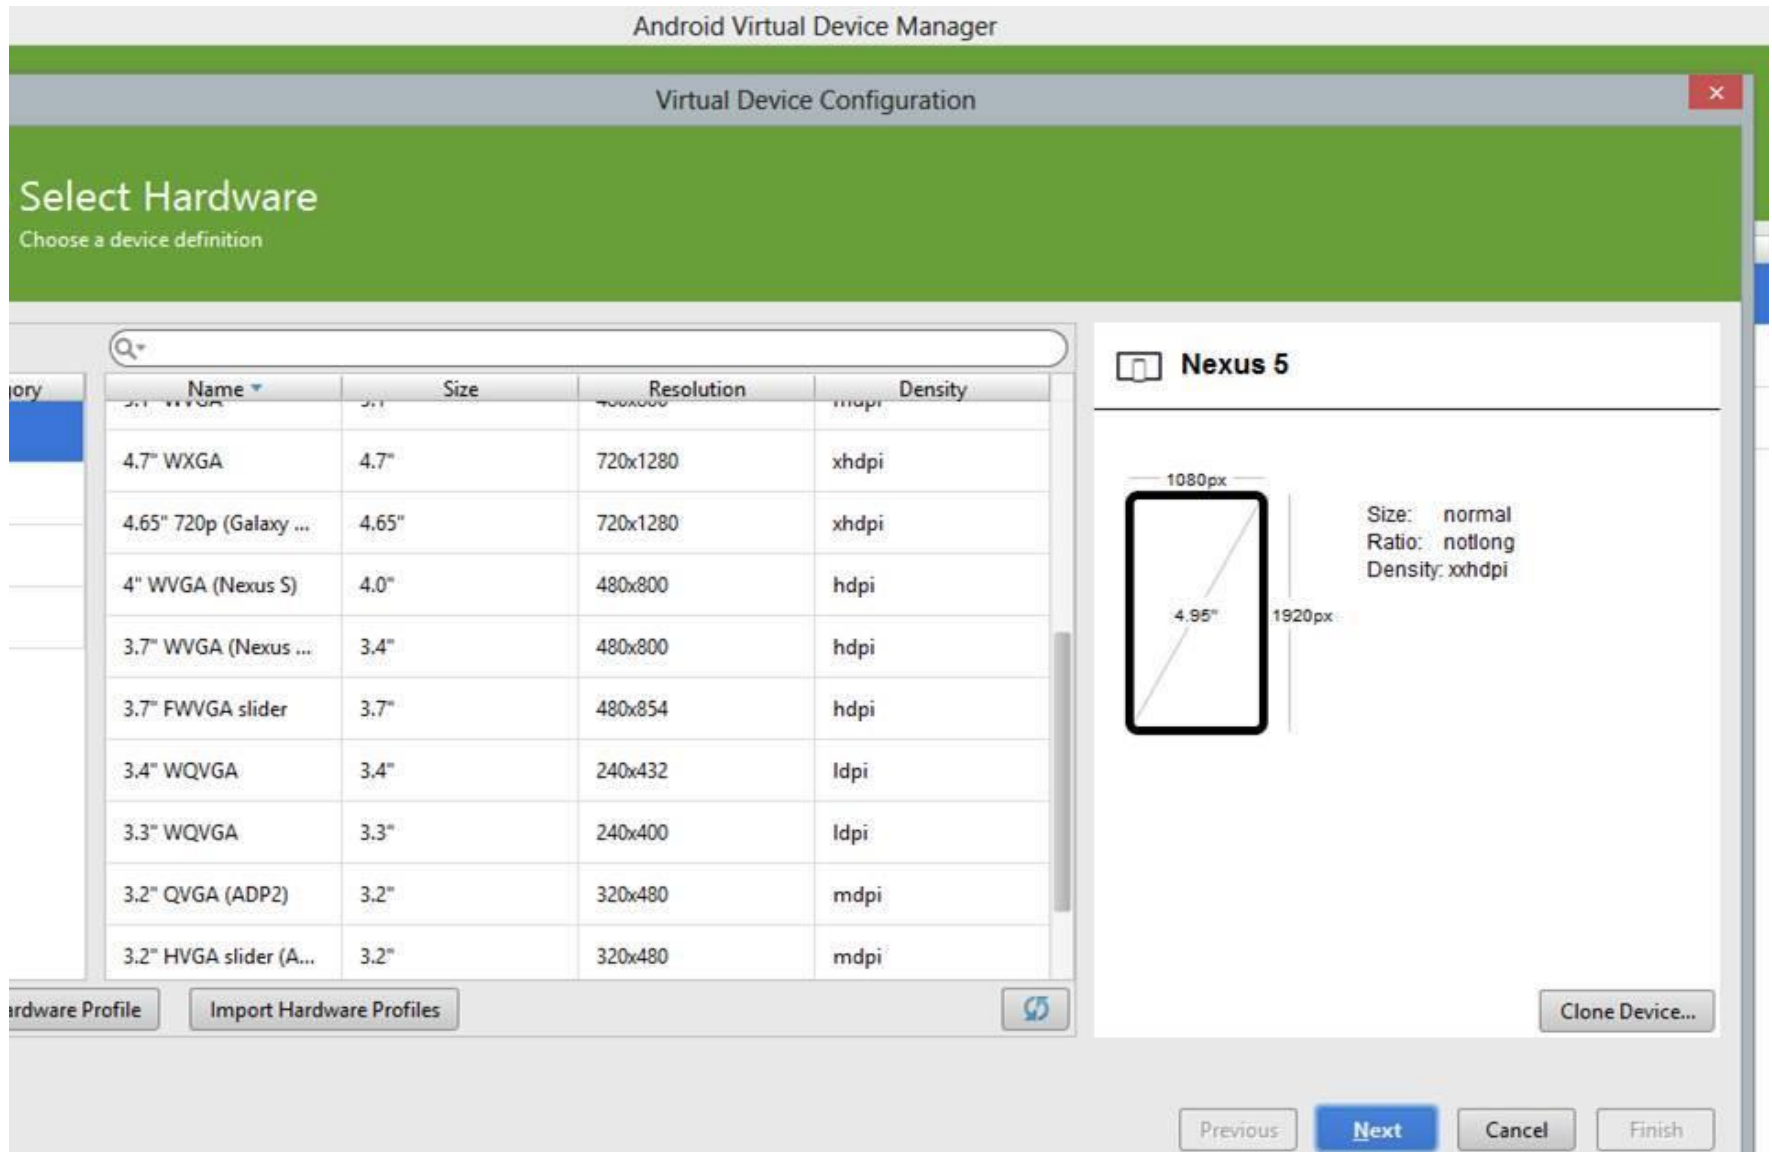 Android Virtual Device Manager
Virtual Device Configuration
Select Hardware
Choose a device definition
Name Size Resolution Density
4.7" WXGA 4.7" 720x1280 xhdpi
4.65" 720p (Galaxy ... 4.65" 720x1280 xhdpi
4" WVGA (Nexus S) 4.0" 480x800 hdpi
3.7" WVGA (Nexus ... 3.4" 480x800 hdpi
3.7" FWVGA slider 3.7" 480x854 hdpi
3.4" WQVGA 3.4" 240x432 ldpi
3.3" WQVGA 3.3" 240x400 ldpi
3.2" QVGA (ADP2) 3.2" 320x480 mdpi
3.2" HVGA slider (A... 3.2" 320x480 mdpi
Profile Import Hardware Profiles
Nexus 5
1080px
4.95" 1920px
Size: normal
Ratio: notlong
Density: xxhdpi
Clone Device...
Previous Next Cancel Finish